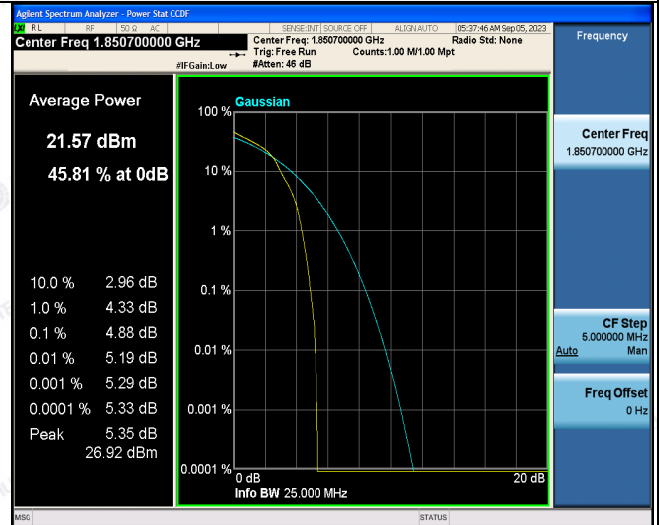 Agilent Spectrum Analyzer - Power Stat CCDF
RL RF 50 Ω AC SENSE:INT SOURCE OFF ALIGNAUTO 05:37:46 AM Sep 05, 2023
Center Freq 1.850700000 GHz
Center Freq: 1.850700000 GHz Radio Std: None
Trig: Free Run Counts:1.00 M/1.00 Mpt
#IFGain:Low #Atten: 46 dB
Frequency
Average Power
21.57 dBm
45.81 % at 0dB
10.0 % 2.96 dB
1.0 % 4.33 dB
0.1 % 4.88 dB
0.01 % 5.19 dB
0.001 % 5.29 dB
0.0001 % 5.33 dB
Peak 5.35 dB
26.92 dBm
Gaussian
100 %
10 %
1 %
0.1 %
0.01 %
0.001 %
0.0001 %
0 dB 20 dB
Info BW 25.000 MHz
Center Freq
1.850700000 GHz
CF Step
5.000000 MHz
Auto Man
Freq Offset
0 Hz
MSG STATUS